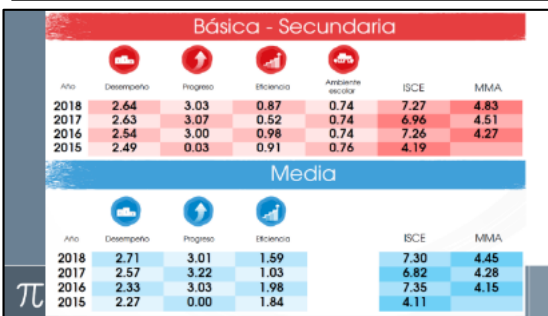 Básica - Secundaria
Año Desempeño Progreso Eficiencia Ambiente escolar ISCE MMA
2018 2.64 3.03 0.87 0.74 7.27 4.83
2017 2.63 3.07 0.52 0.74 6.96 4.51
2016 2.54 3.00 0.98 0.74 7.26 4.27
2015 2.49 0.03 0.91 0.76 4.19
Media
Año Desempeño Progreso Eficiencia ISCE MMA
2018 2.71 3.01 1.59 7.30 4.45
2017 2.57 3.22 1.03 6.82 4.28
2016 2.33 3.03 1.98 7.35 4.15
2015 2.27 0.00 1.84 4.11
π